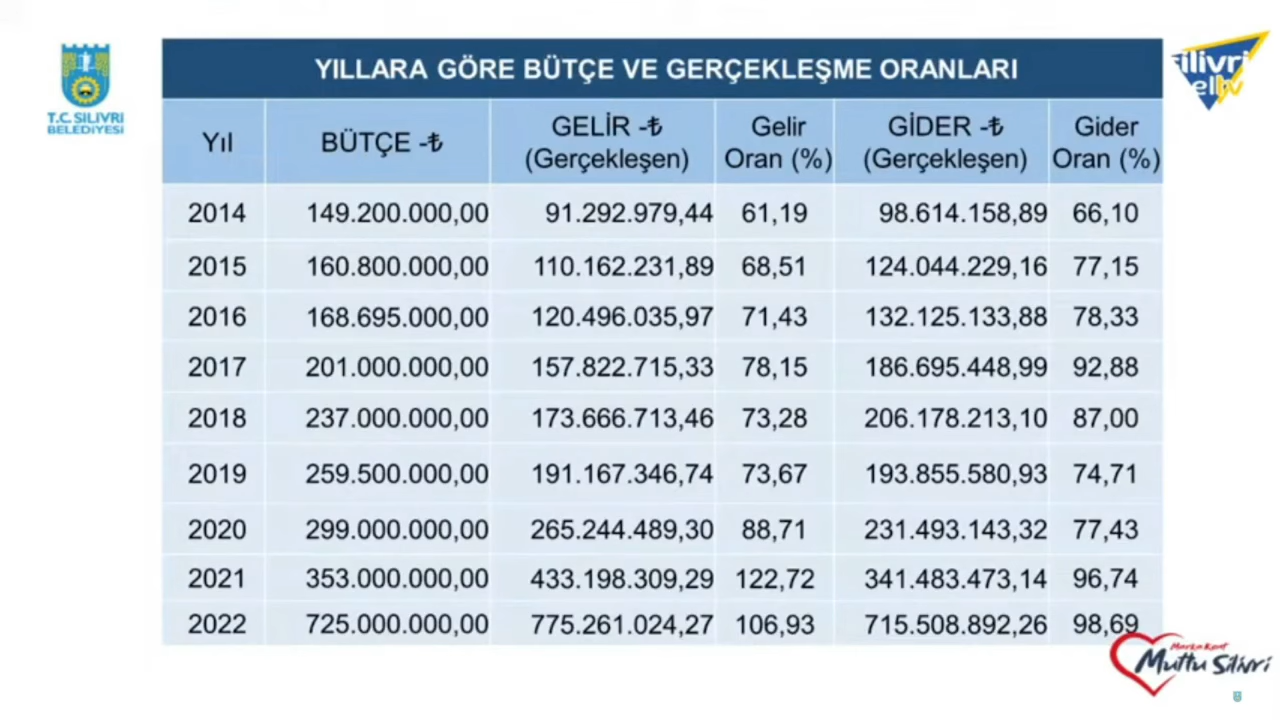 T.C. SİLİVRİ
BELEDİYESİ
silivri
YILLARA GÖRE BÜTÇE VE GERÇEKLEŞME ORANLARI
Yıl BÜTÇE -₺ GELİR -₺ (Gerçekleşen) Gelir Oran (%) GİDER -₺ (Gerçekleşen) Gider Oran (%)
2014 149.200.000,00 91.292.979,44 61,19 98.614.158,89 66,10
2015 160.800.000,00 110.162.231,89 68,51 124.044.229,16 77,15
2016 168.695.000,00 120.496.035,97 71,43 132.125.133,88 78,33
2017 201.000.000,00 157.822.715,33 78,15 186.695.448,99 92,88
2018 237.000.000,00 173.666.713,46 73,28 206.178.213,10 87,00
2019 259.500.000,00 191.167.346,74 73,67 193.855.580,93 74,71
2020 299.000.000,00 265.244.489,30 88,71 231.493.143,32 77,43
2021 353.000.000,00 433.198.309,29 122,72 341.483.473,14 96,74
2022 725.000.000,00 775.261.024,27 106,93 715.508.892,26 98,69
Marka Kent
Mutlu Silivri